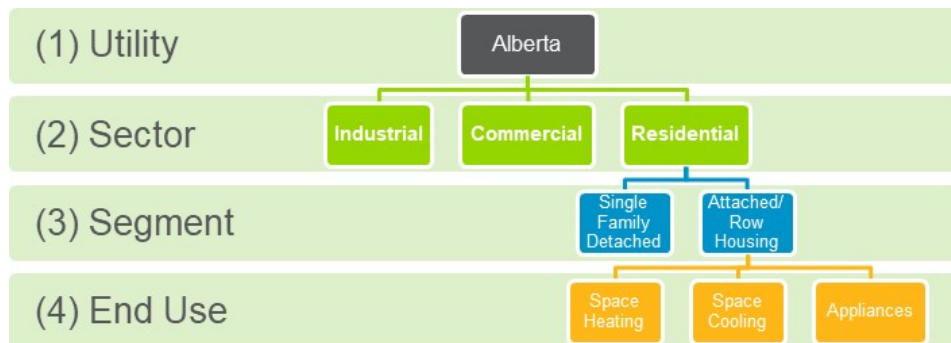 (1) Utility
Alberta
(2) Sector
Industrial
Commercial
Residential
(3) Segment
Single
Family
Detached
Attached/
Row
Housing
(4) End Use
Space
Heating
Space
Cooling
Appliances